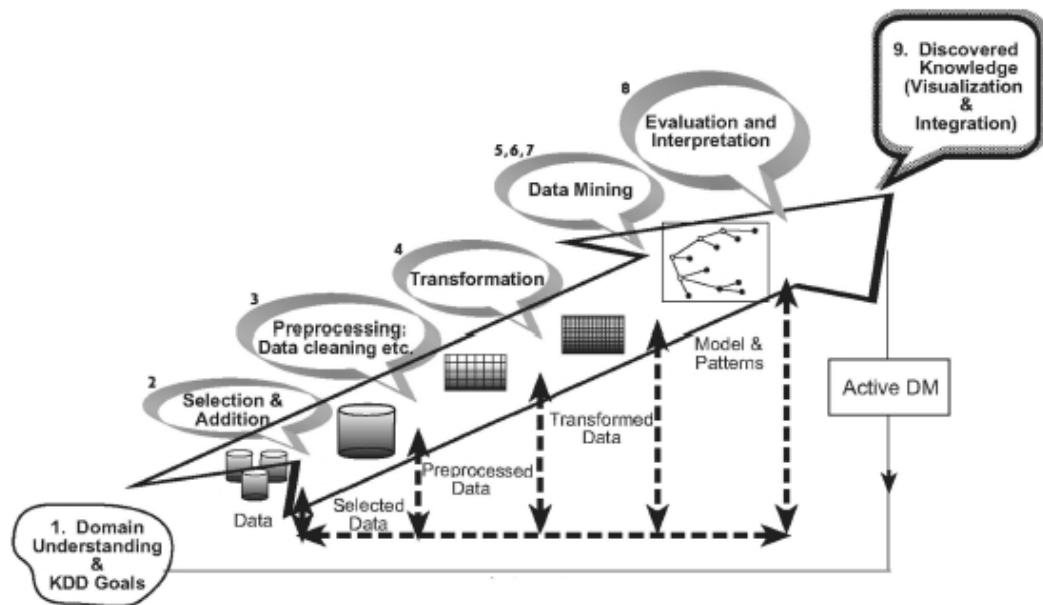 9. Discovered
Knowledge
(Visualization
&
Integration)
8
Evaluation and
Interpretation
5,6,7
Data Mining
4
Transformation
3
Preprocessing:
Data cleaning etc.
2
Selection &
Addition
Model &
Patterns
Active DM
Transformed
Data
Preprocessed
Data
Selected
Data
Data
1. Domain
Understanding
&
KDD Goals